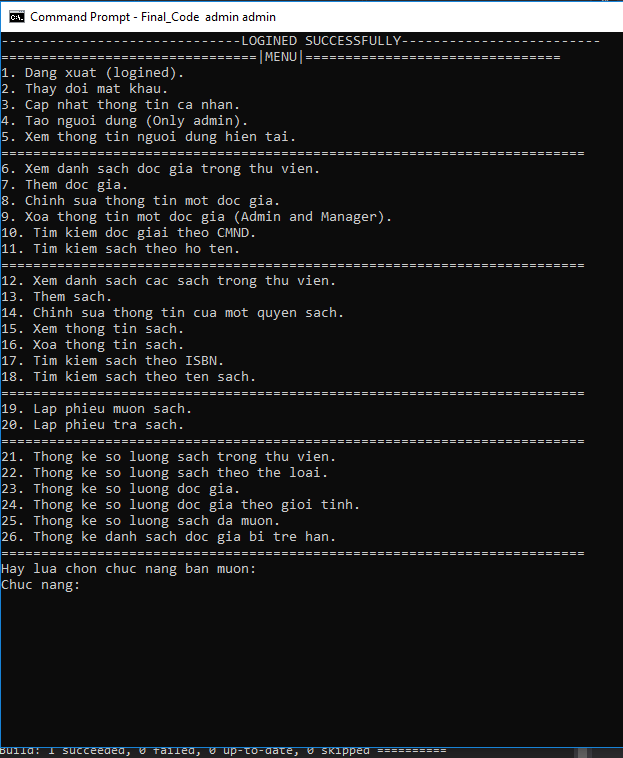 Command Prompt - Final_Code  admin admin
------------------------------LOGINED SUCCESSFULLY-------------------------
================================|MENU|================================
1. Dang xuat (logined).
2. Thay doi mat khau.
3. Cap nhat thong tin ca nhan.
4. Tao nguoi dung (Only admin).
5. Xem thong tin nguoi dung hien tai.
=========================================================================
6. Xem danh sach doc gia trong thu vien.
7. Them doc gia.
8. Chinh sua thong tin mot doc gia.
9. Xoa thong tin mot doc gia (Admin and Manager).
10. Tim kiem doc giai theo CMND.
11. Tim kiem sach theo ho ten.
=========================================================================
12. Xem danh sach cac sach trong thu vien.
13. Them sach.
14. Chinh sua thong tin cua mot quyen sach.
15. Xem thong tin sach.
16. Xoa thong tin sach.
17. Tim kiem sach theo ISBN.
18. Tim kiem sach theo ten sach.
=========================================================================
19. Lap phieu muon sach.
20. Lap phieu tra sach.
=========================================================================
21. Thong ke so luong sach trong thu vien.
22. Thong ke so luong sach theo the loai.
23. Thong ke so luong doc gia.
24. Thong ke so luong doc gia theo gioi tinh.
25. Thong ke so luong sach da muon.
26. Thong ke danh sach doc gia bi tre han.
=========================================================================
Hay lua chon chuc nang ban muon:
Chuc nang:
Build: 1 succeeded, 0 failed, 0 up-to-date, 0 skipped ==========